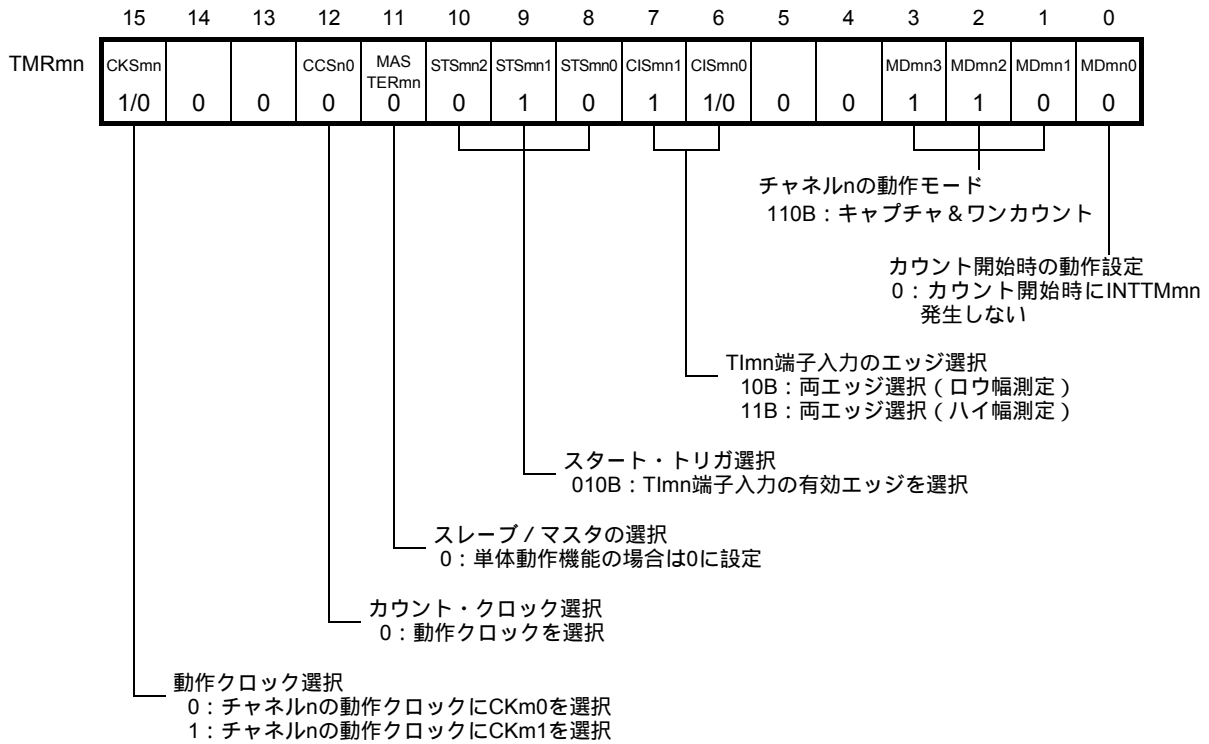 15 14 13 12 11 10 9 8 7 6 5 4 3 2 1 0
TMRmn CKSmn CCSn0 MAS TERmn STSmn2 STSmn1 STSmn0 CISmn1 CISmn0 MDmn3 MDmn2 MDmn1 MDmn0
1/0 0 0 0 0 0 1 0 1 1/0 0 0 1 1 0 0
チャネルnの動作モード
110B：キャプチャ＆ワンカウント
カウント開始時の動作設定
0：カウント開始時にINTTMmn
発生しない
TImn端子入力のエッジ選択
10B：両エッジ選択（ロウ幅測定）
11B：両エッジ選択（ハイ幅測定）
スタート・トリガ選択
010B：TImn端子入力の有効エッジを選択
スレーブ／マスタの選択
0：単体動作機能の場合は0に設定
カウント・クロック選択
0：動作クロックを選択
動作クロック選択
0：チャネルnの動作クロックにCKm0を選択
1：チャネルnの動作クロックにCKm1を選択